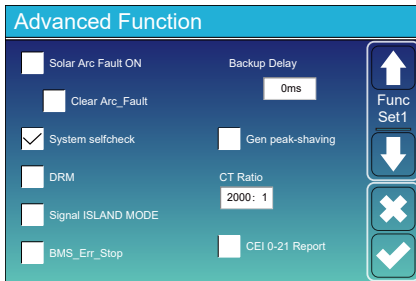 Advanced Function
Solar Arc Fault ON
Backup Delay
0ms
Clear Arc_Fault
Func
Set1
System selfcheck
Gen peak-shaving
DRM
CT Ratio
2000: 1
Signal ISLAND MODE
BMS_Err_Stop
CEI 0-21 Report